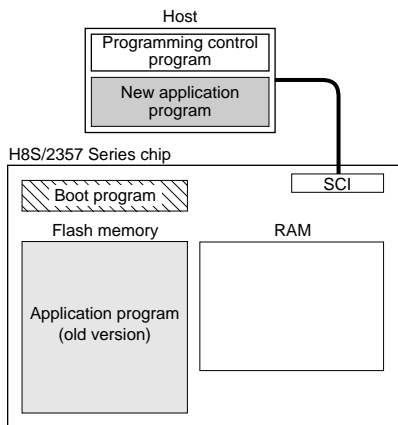 Host
Programming control
program
New application
program
H8S/2357 Series chip
SCI
Boot program
Flash memory
RAM
Application program
(old version)